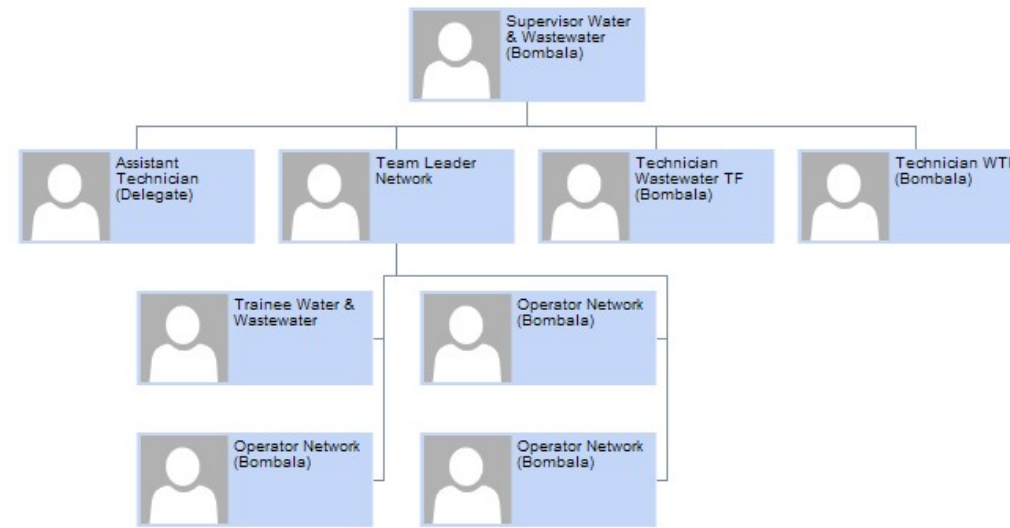 Supervisor Water
& Wastewater
(Bombala)
Assistant
Technician
(Delegate)
Team Leader
Network
Technician
Wastewater TF
(Bombala)
Technician
(Bombala)
Trainee Water &
Wastewater
Operator Network
(Bombala)
Operator Network
(Bombala)
Operator Network
(Bombala)